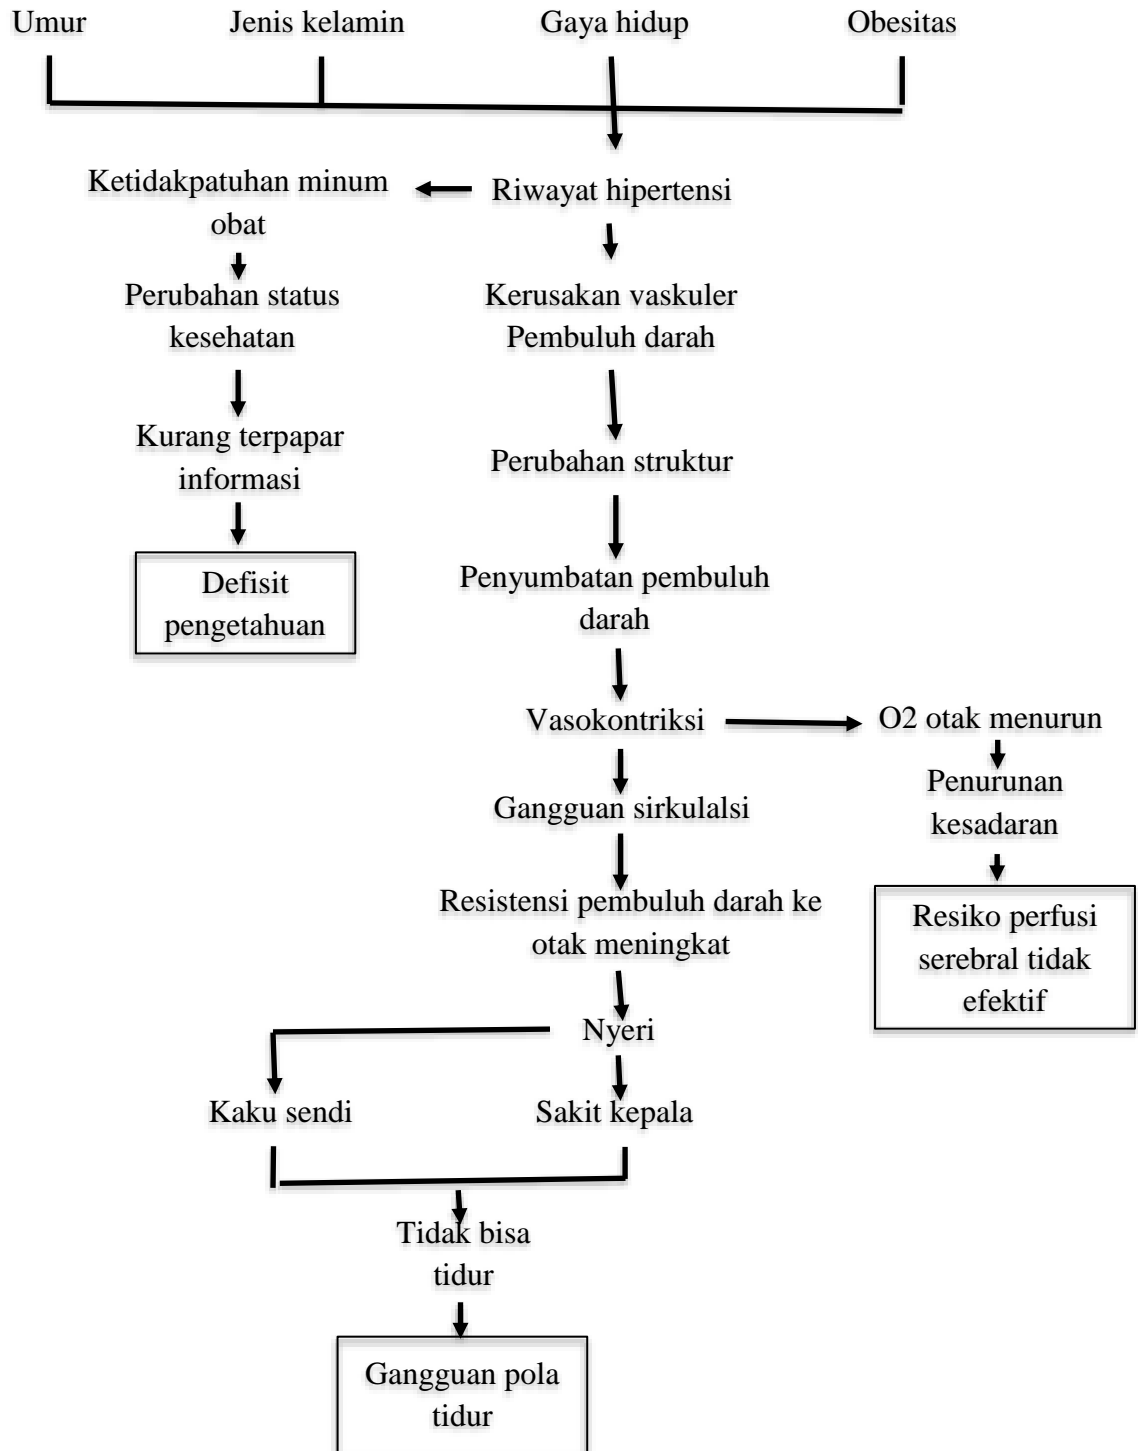 Umur
Jenis kelamin
Gaya hidup
Obesitas
Ketidakpatuhan minum
obat
Riwayat hipertensi
Perubahan status
kesehatan
Kerusakan vaskuler
Pembuluh darah
Kurang terpapar
informasi
Perubahan struktur
Defisit
pengetahuan
Penyumbatan pembuluh
darah
Vasokontriksi
O2 otak menurun
Gangguan sirkulalsi
Penurunan
kesadaran
Resistensi pembuluh darah ke
otak meningkat
Resiko perfusi
serebral tidak
efektif
Nyeri
Kaku sendi
Sakit kepala
Tidak bisa
tidur
Gangguan pola
tidur